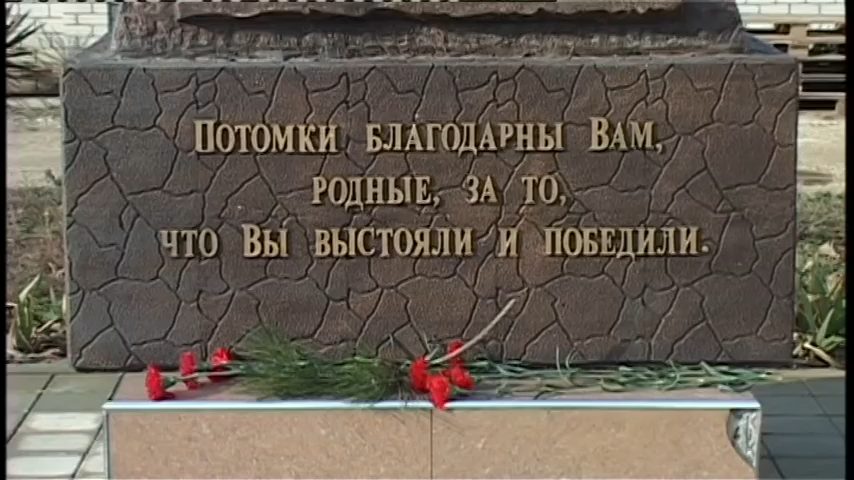 Потомки благодарны Вам,
родные, за то,
что Вы выстояли и победили.